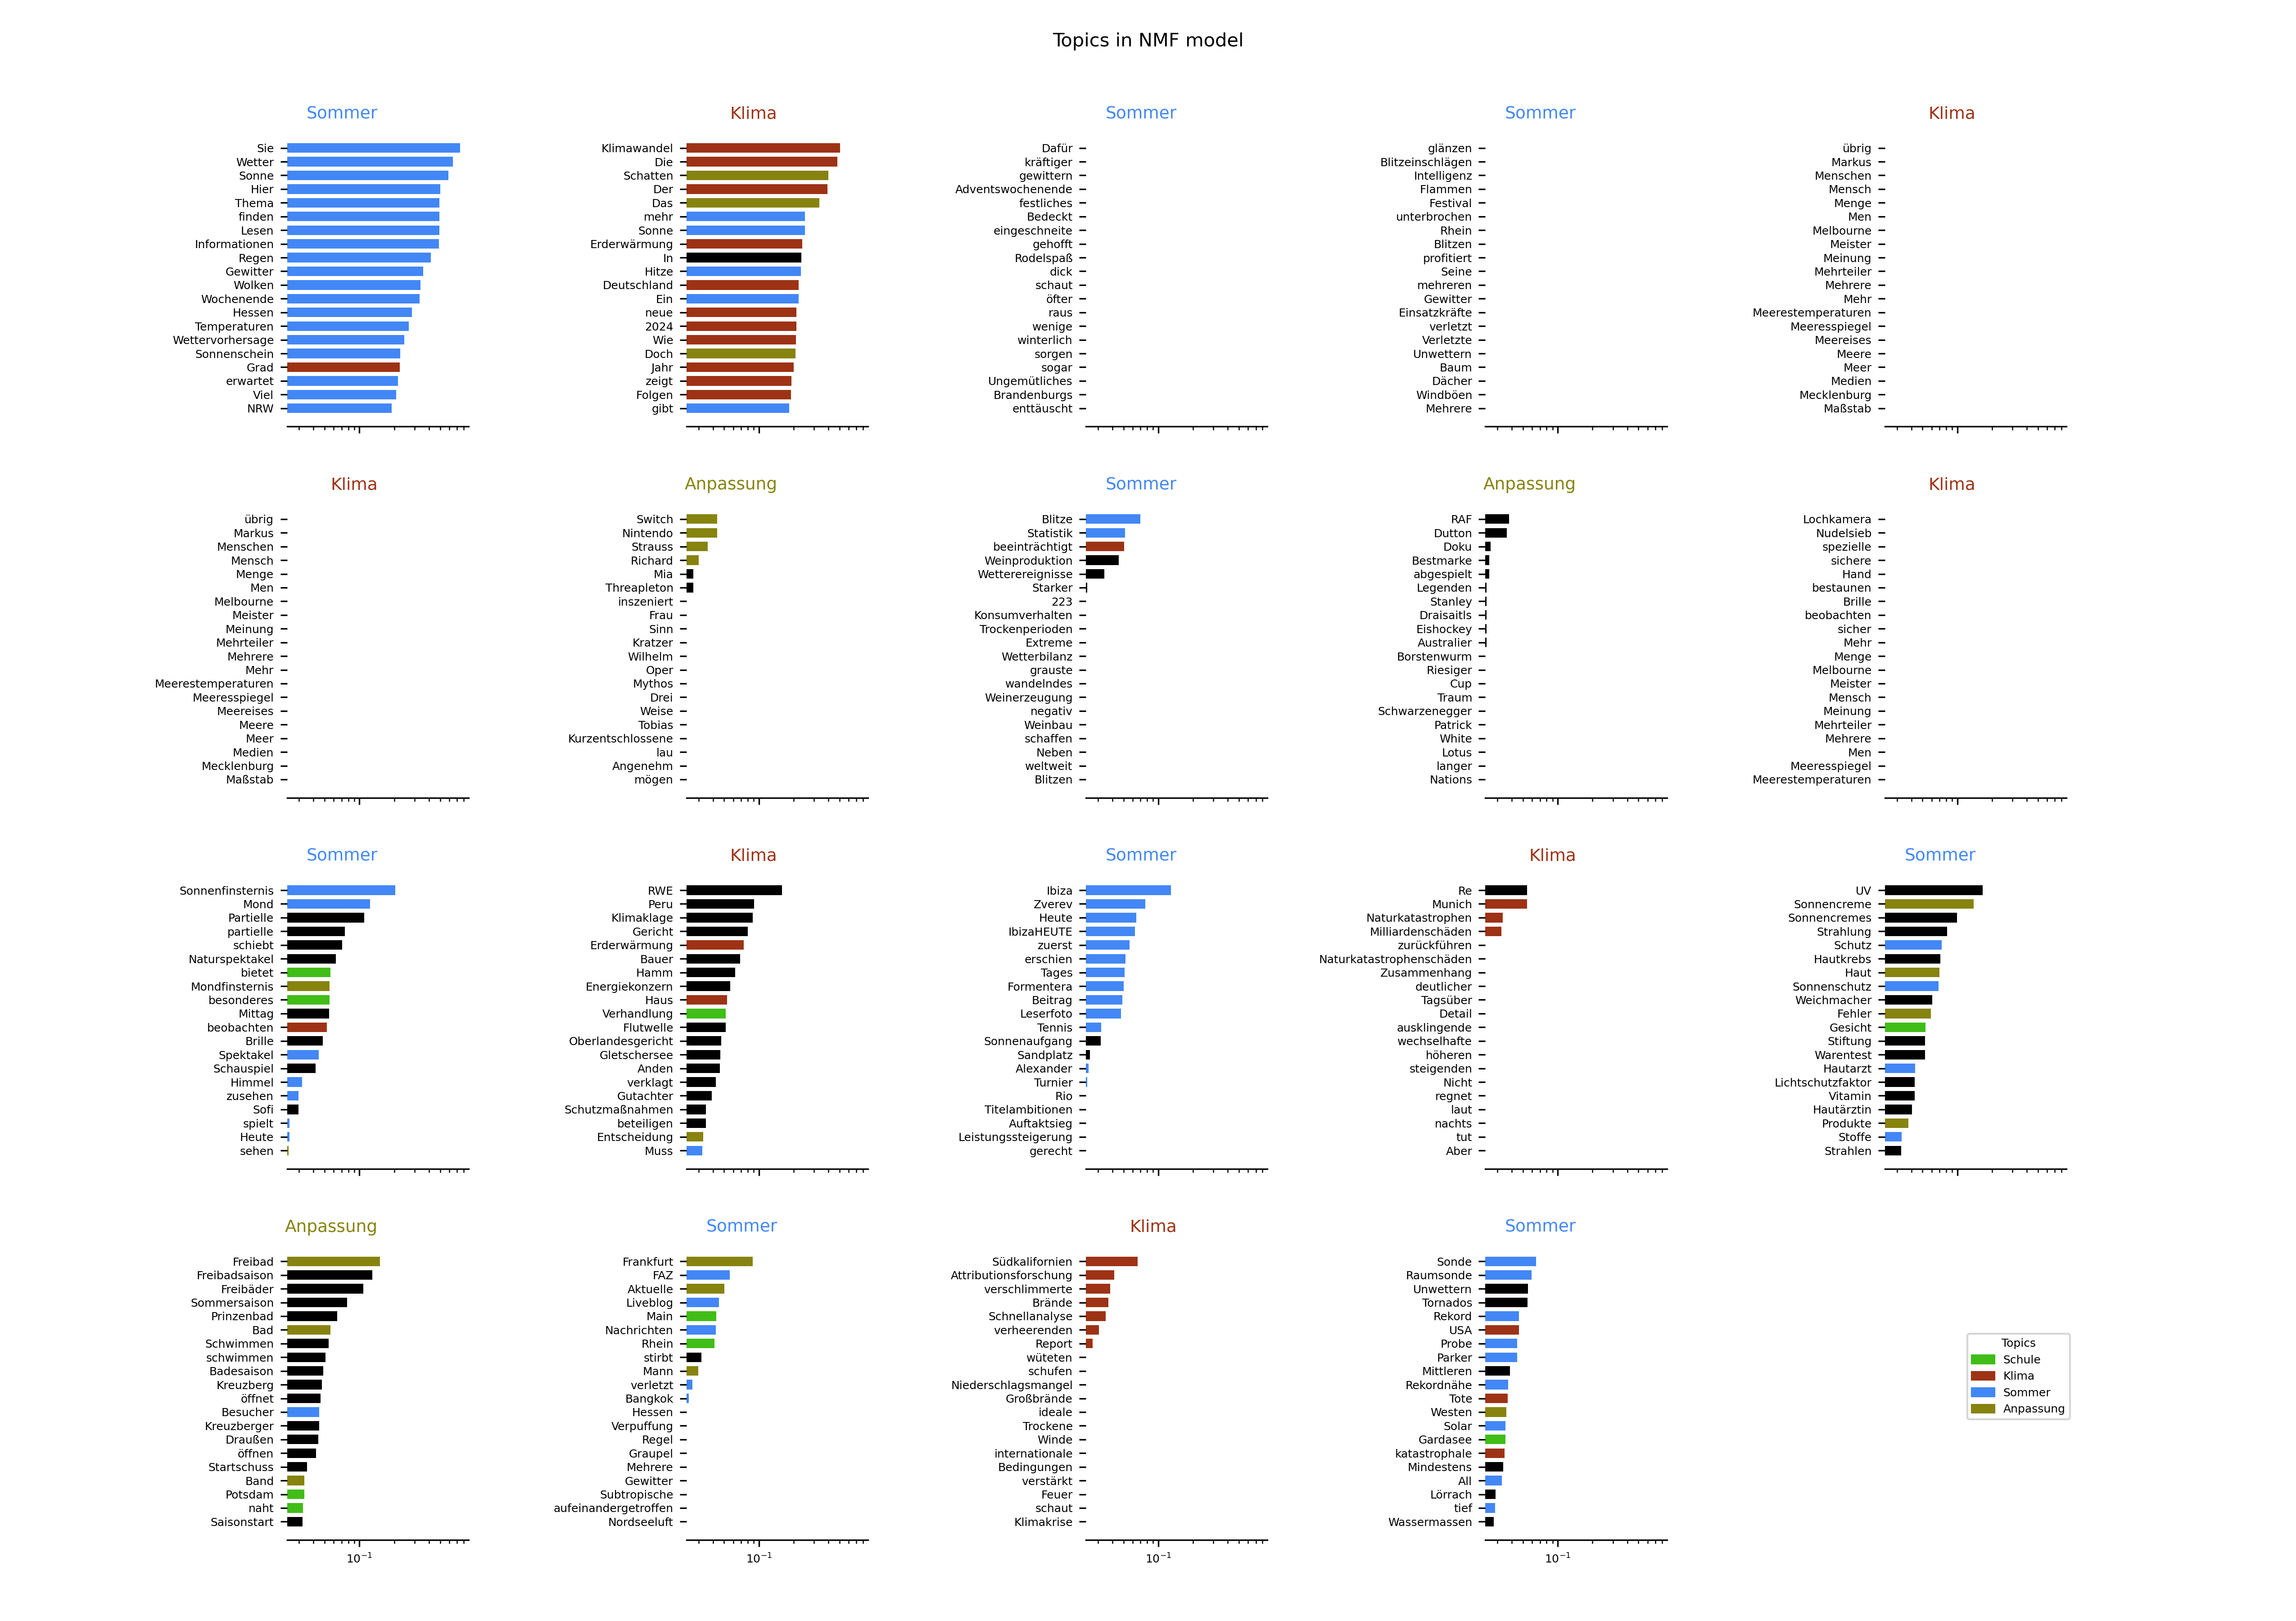 Topics in NMF model
Sommer
Sie
Wetter
Sonne
Hier
Thema
finden
Lesen
Informationen
Regen
Gewitter
Wolken
Wochenende
Hessen
Temperaturen
Wettervorhersage
Sonnenschein
Grad
erwartet
Viel
NRW
Klima
Klimawandel
Die
Schatten
Der
Das
mehr
Sonne
Erderwärmung
In
Hitze
Deutschland
Ein
neue
2024
Wie
Doch
Jahr
zeigt
Folgen
gibt
Sommer
Dafür
kräftiger
gewittern
Adventswochenende
festliches
Bedeckt
eingeschneite
gehofft
Rodelspaß
dick
schaut
öfter
raus
wenige
winterlich
sorgen
sogar
Ungemütliches
Brandenburgs
enttäuscht
Sommer
glänzen
Blitzeinschlägen
Intelligenz
Flammen
Festival
unterbrochen
Rhein
Blitzen
profitiert
Seine
mehreren
Gewitter
Einsatzkräfte
verletzt
Verletzte
Unwettern
Baum
Dächer
Windböen
Mehrere
Klima
übrig
Markus
Menschen
Mensch
Menge
Men
Melbourne
Meister
Meinung
Mehrteiler
Mehrere
Mehr
Meerestemperaturen
Meeresspiegel
Meereises
Meere
Meer
Medien
Mecklenburg
Maßstab
Klima
übrig
Markus
Menschen
Mensch
Menge
Men
Melbourne
Meister
Meinung
Mehrteiler
Mehrere
Mehr
Meerestemperaturen
Meeresspiegel
Meereises
Meere
Meer
Medien
Mecklenburg
Maßstab
Anpassung
Switch
Nintendo
Strauss
Richard
Mia
Threapleton
inszeniert
Frau
Sinn
Kratzer
Wilhelm
Oper
Mythos
Drei
Weise
Tobias
Kurzentschlossene
lau
Angenehm
mögen
Sommer
Blitze
Statistik
beeinträchtigt
Weinproduktion
Wetterereignisse
Starker
223
Konsumverhalten
Trockenperioden
Extreme
Wetterbilanz
grauste
wandelndes
Weinerzeugung
negativ
Weinbau
schaffen
Neben
weltweit
Blitzen
Anpassung
RAF
Dutton
Doku
Bestmarke
abgespielt
Legenden
Stanley
Draisaitls
Eishockey
Australier
Borstenwurm
Riesiger
Cup
Traum
Schwarzenegger
Patrick
White
Lotus
langer
Nations
Klima
Lochkamera
Nudelsieb
spezielle
sichere
Hand
bestaunen
Brille
beobachten
sicher
Mehr
Menge
Melbourne
Meister
Mensch
Meinung
Mehrteiler
Mehrere
Men
Meeresspiegel
Meerestemperaturen
Sommer
Sonnenfinsternis
Mond
Partielle
partielle
schiebt
Naturspektakel
bietet
Mondfinsternis
besonderes
Mittag
beobachten
Brille
Spektakel
Schauspiel
Himmel
zusehen
Sofi
spielt
Heute
sehen
Klima
RWE
Peru
Klimaklage
Gericht
Erderwärmung
Bauer
Hamm
Energiekonzern
Haus
Verhandlung
Flutwelle
Oberlandesgericht
Gletschersee
Anden
verklagt
Gutachter
Schutzmaßnahmen
beteiligen
Entscheidung
Muss
Sommer
Ibiza
Zverev
Heute
IbizaHEUTE
zuerst
erschien
Tages
Formentera
Beitrag
Leserfoto
Tennis
Sonnenaufgang
Sandplatz
Alexander
Turnier
Rio
Titelambitionen
Auftaktsieg
Leistungssteigerung
gerecht
Klima
Re
Munich
Naturkatastrophen
Milliardenschäden
zurückführen
Naturkatastrophenschäden
Zusammenhang
deutlicher
Tagsüber
Detail
ausklingende
wechselhafte
höheren
steigenden
Nicht
regnet
laut
nachts
tut
Aber
Sommer
UV
Sonnencreme
Sonnencremes
Strahlung
Schutz
Hautkrebs
Haut
Sonnenschutz
Weichmacher
Fehler
Gesicht
Stiftung
Warentest
Hautarzt
Lichtschutzfaktor
Vitamin
Hautärztin
Produkte
Stoffe
Strahlen
Anpassung
Freibad
Freibadsaison
Freibäder
Sommersaison
Prinzenbad
Bad
Schwimmen
schwimmen
Badesaison
Kreuzberg
öffnet
Besucher
Kreuzberger
Draußen
öffnen
Startschuss
Band
Potsdam
naht
Saisonstart
10⁻¹
Sommer
Frankfurt
FAZ
Aktuelle
Liveblog
Main
Nachrichten
Rhein
stirbt
Mann
verletzt
Bangkok
Hessen
Verpuffung
Regel
Graupel
Mehrere
Gewitter
Subtropische
aufeinandergetroffen
Nordseeluft
10⁻¹
Klima
Südkalifornien
Attributionsforschung
verschlimmerte
Brände
Schnellanalyse
verheerenden
Report
wüteten
schufen
Niederschlagsmangel
Großbrände
ideale
Trockene
Winde
internationale
Bedingungen
verstärkt
Feuer
schaut
Klimakrise
10⁻¹
Sommer
Sonde
Raumsonde
Unwettern
Tornados
Rekord
USA
Probe
Parker
Mittleren
Rekordnähe
Tote
Westen
Solar
Gardasee
katastrophale
Mindestens
All
Lörrach
tief
Wassermassen
10⁻¹
Topics
Schule
Klima
Sommer
Anpassung